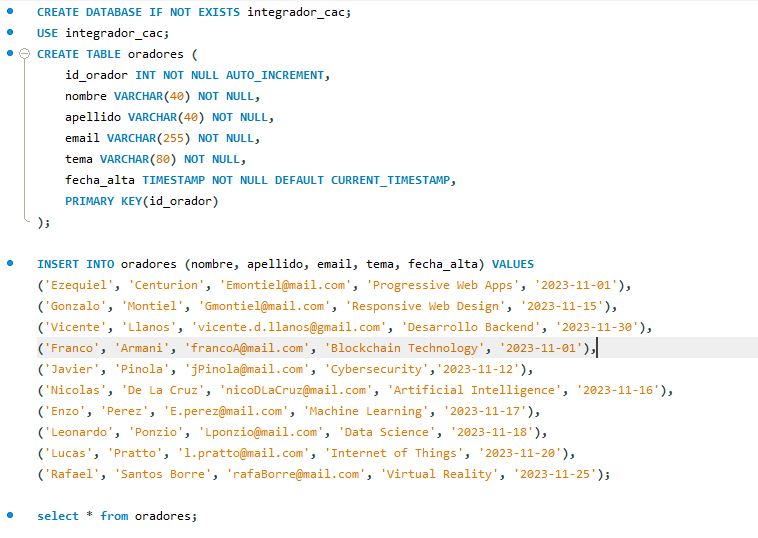 CREATE DATABASE IF NOT EXISTS integrador_cac;
USE integrador_cac;
CREATE TABLE oradores (
id_orador INT NOT NULL AUTO_INCREMENT,
nombre VARCHAR(40) NOT NULL,
apellido VARCHAR(40) NOT NULL,
email VARCHAR(255) NOT NULL,
tema VARCHAR(80) NOT NULL,
fecha_alta TIMESTAMP NOT NULL DEFAULT CURRENT_TIMESTAMP,
PRIMARY KEY(id_orador)
);
INSERT INTO oradores (nombre, apellido, email, tema, fecha_alta) VALUES
('Ezequiel', 'Centurion', 'Emontiel@mail.com', 'Progressive Web Apps', '2023-11-01'),
('Gonzalo', 'Montiel', 'Gmontiel@mail.com', 'Responsive Web Design', '2023-11-15'),
('Vicente', 'Llanos', 'vicente.d.llanos@gmail.com', 'Desarrollo Backend', '2023-11-30'),
('Franco', 'Armani', 'francoA@mail.com', 'Blockchain Technology', '2023-11-01'),
('Javier', 'Pinola', 'jPinola@mail.com', 'Cybersecurity','2023-11-12'),
('Nicolas', 'De La Cruz', 'nicoDLaCruz@mail.com', 'Artificial Intelligence', '2023-11-16'),
('Enzo', 'Perez', 'E.perez@mail.com', 'Machine Learning', '2023-11-17'),
('Leonardo', 'Ponzio', 'Lponzio@mail.com', 'Data Science', '2023-11-18'),
('Lucas', 'Pratto', 'l.pratto@mail.com', 'Internet of Things', '2023-11-20'),
('Rafael', 'Santos Borre', 'rafaBorre@mail.com', 'Virtual Reality', '2023-11-25');
select * from oradores;